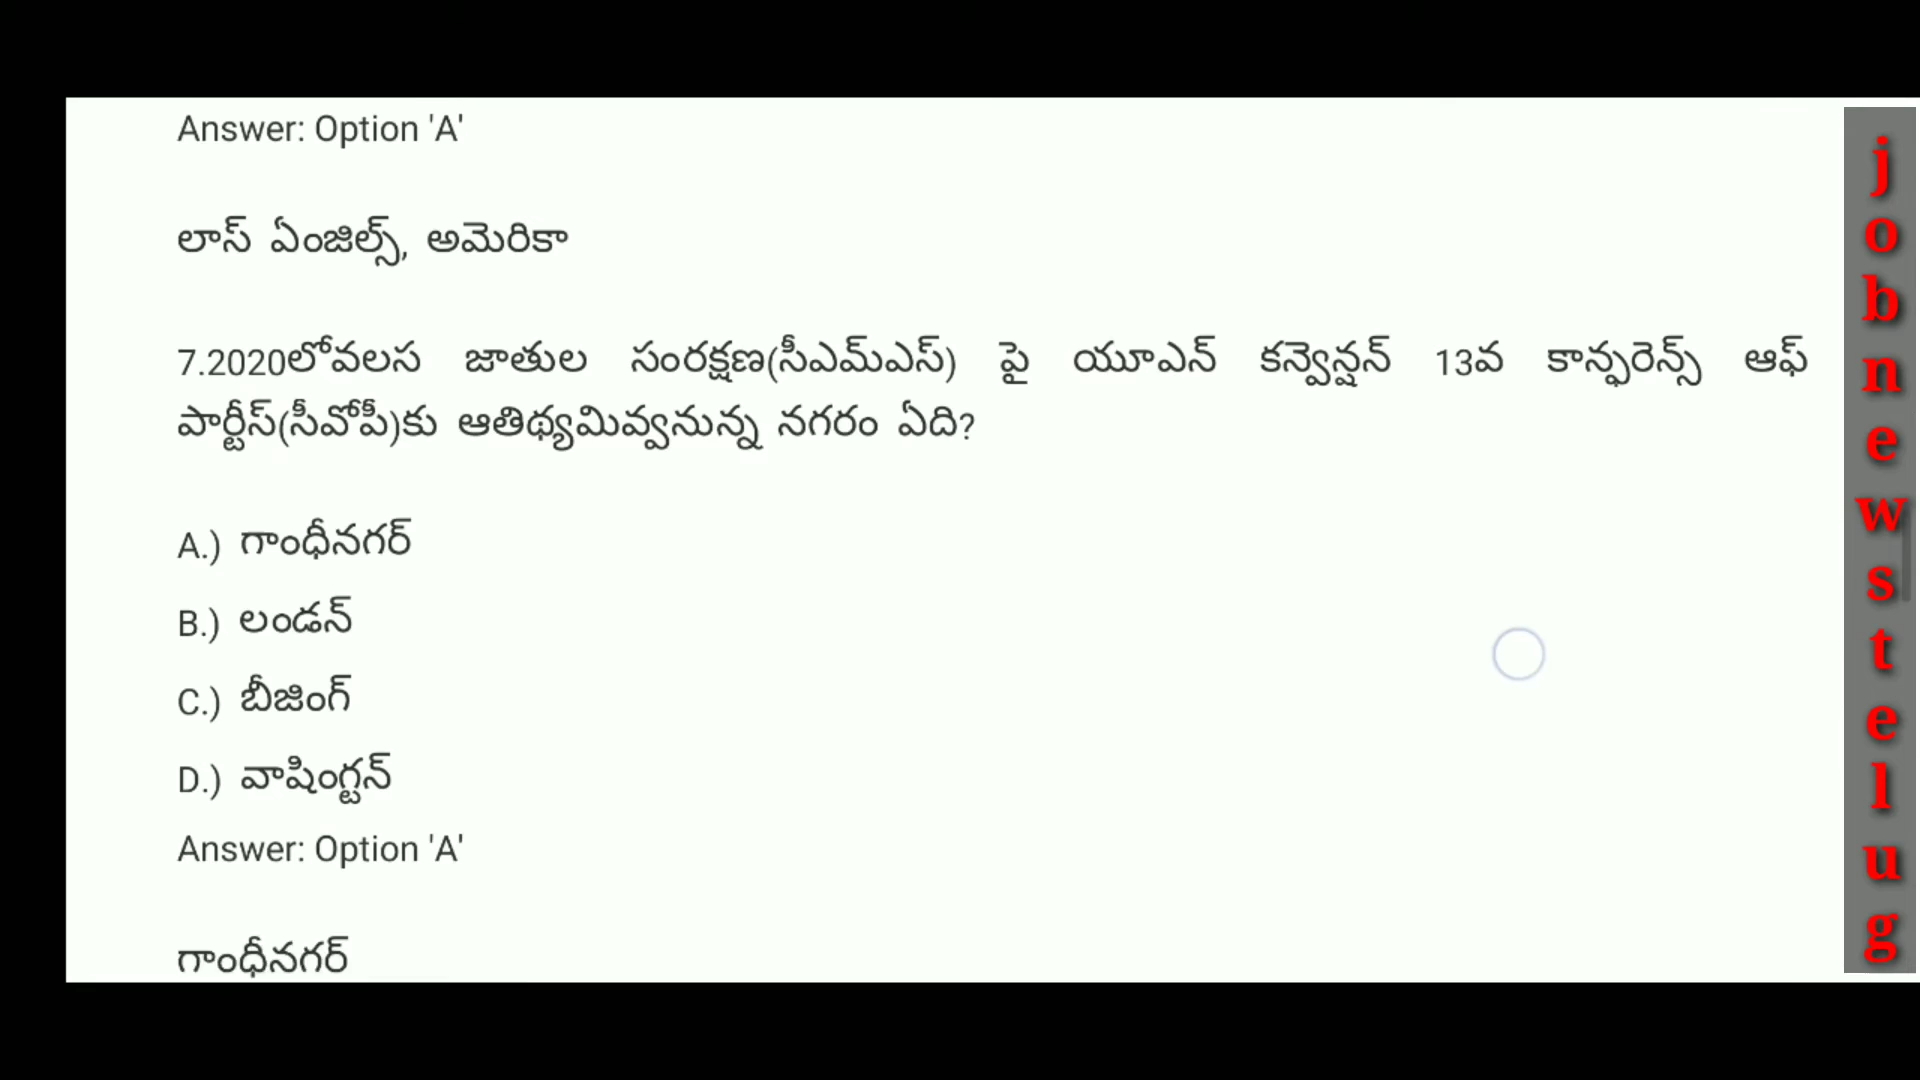 Answer: Option 'A'
లాస్ ఏంజిల్స్, అమెరికా
7.2020లోవలస జాతుల సంరక్షణ(సీఎమ్ఎస్) పై యూఎన్ కన్వెన్షన్ 13వ కాన్ఫరెన్స్ ఆఫ్
పార్టీస్(సీవోపీ)కు ఆతిథ్యమివ్వనున్న నగరం ఏది?
A.) గాంధీనగర్
B.) లండన్
C.) బీజింగ్
D.) వాషింగ్టన్
Answer: Option 'A'
గాంధీనగర్
jobnewstelug